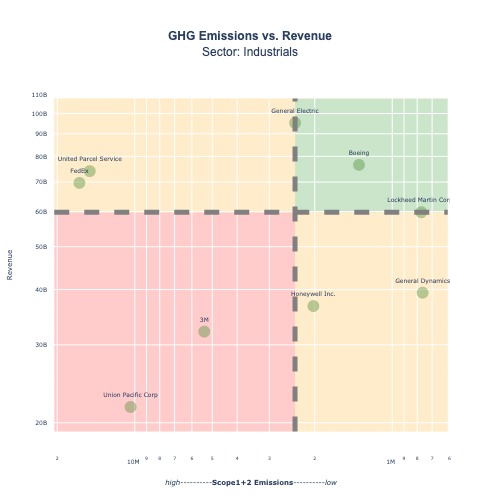 GHG Emissions vs. Revenue
Sector: Industrials
110B
100B
90B
80B
70B
60B
50B
40B
30B
20B
Revenue
General Electric
Boeing
United Parcel Service
FedEx
Lockheed Martin Cor
General Dynamics
Honeywell Inc.
3M
Union Pacific Corp
2 10M 9 8 7 6 5 4 3 2 1M 9 8 7 6
high----------Scope1+2 Emissions----------low